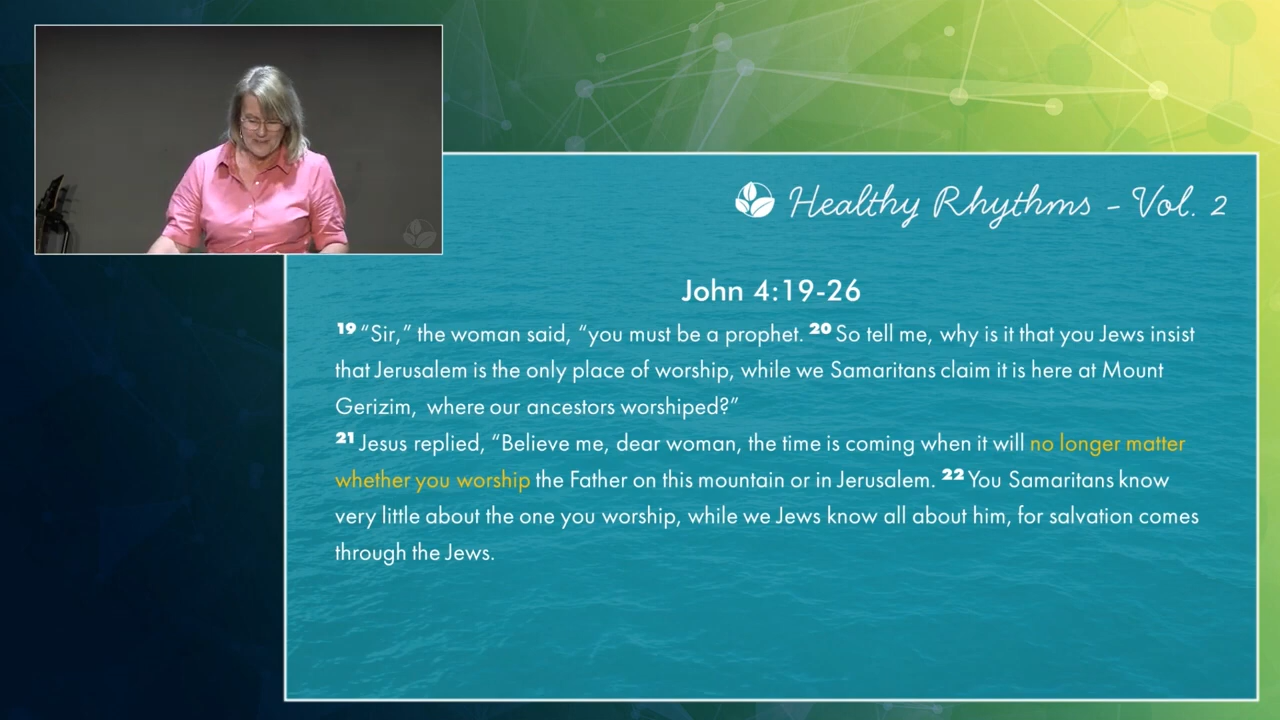 Healthy Rhythms - Vol. 2
John 4:19-26
19 “Sir,” the woman said, “you must be a prophet. 20 So tell me, why is it that you Jews insist
that Jerusalem is the only place of worship, while we Samaritans claim it is here at Mount
Gerizim,  where our ancestors worshiped?”
21 Jesus replied, “Believe me, dear woman, the time is coming when it will no longer matter
whether you worship the Father on this mountain or in Jerusalem. 22 You Samaritans know
very little about the one you worship, while we Jews know all about him, for salvation comes
through the Jews.